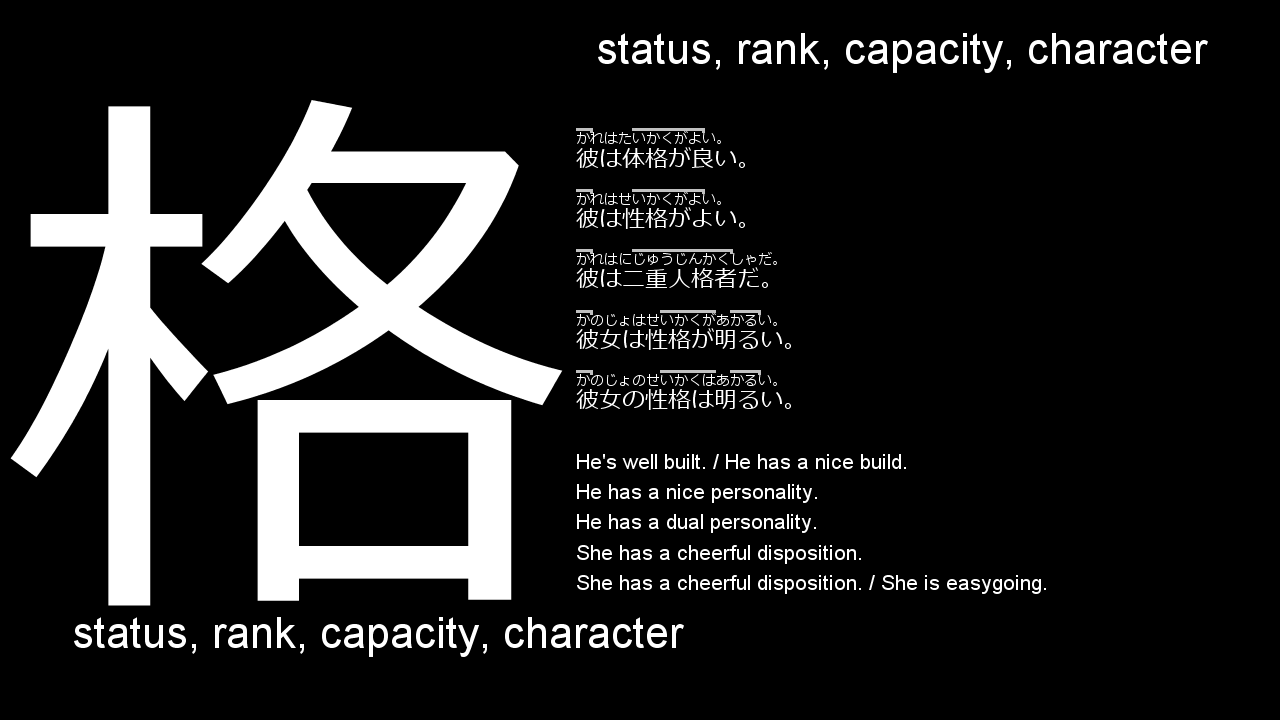 status, rank, capacity, character
格
かれはたいかくがよい。
彼は体格が良い。
かれはせいかくがよい。
彼は性格がよい。
かれはにじゅうじんかくしゃだ。
彼は二重人格者だ。
かのじょはせいかくがあかるい。
彼女は性格が明るい。
かのじょのせいかくはあかるい。
彼女の性格は明るい。
He's well built. / He has a nice build.
He has a nice personality.
He has a dual personality.
She has a cheerful disposition.
She has a cheerful disposition. / She is easygoing.
status, rank, capacity, character